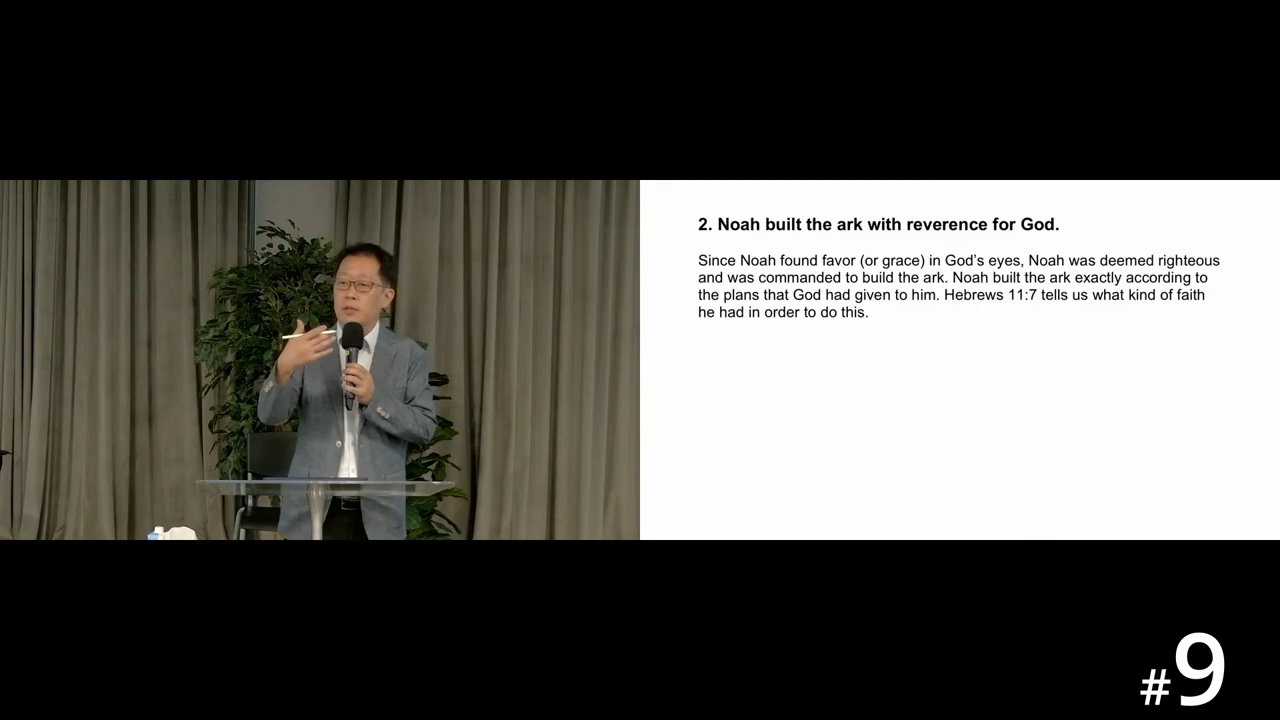 2. Noah built the ark with reverence for God.
Since Noah found favor (or grace) in God's eyes, Noah was deemed righteous
and was commanded to build the ark. Noah built the ark exactly according to
the plans that God had given to him. Hebrews 11:7 tells us what kind of faith
he had in order to do this.
#9